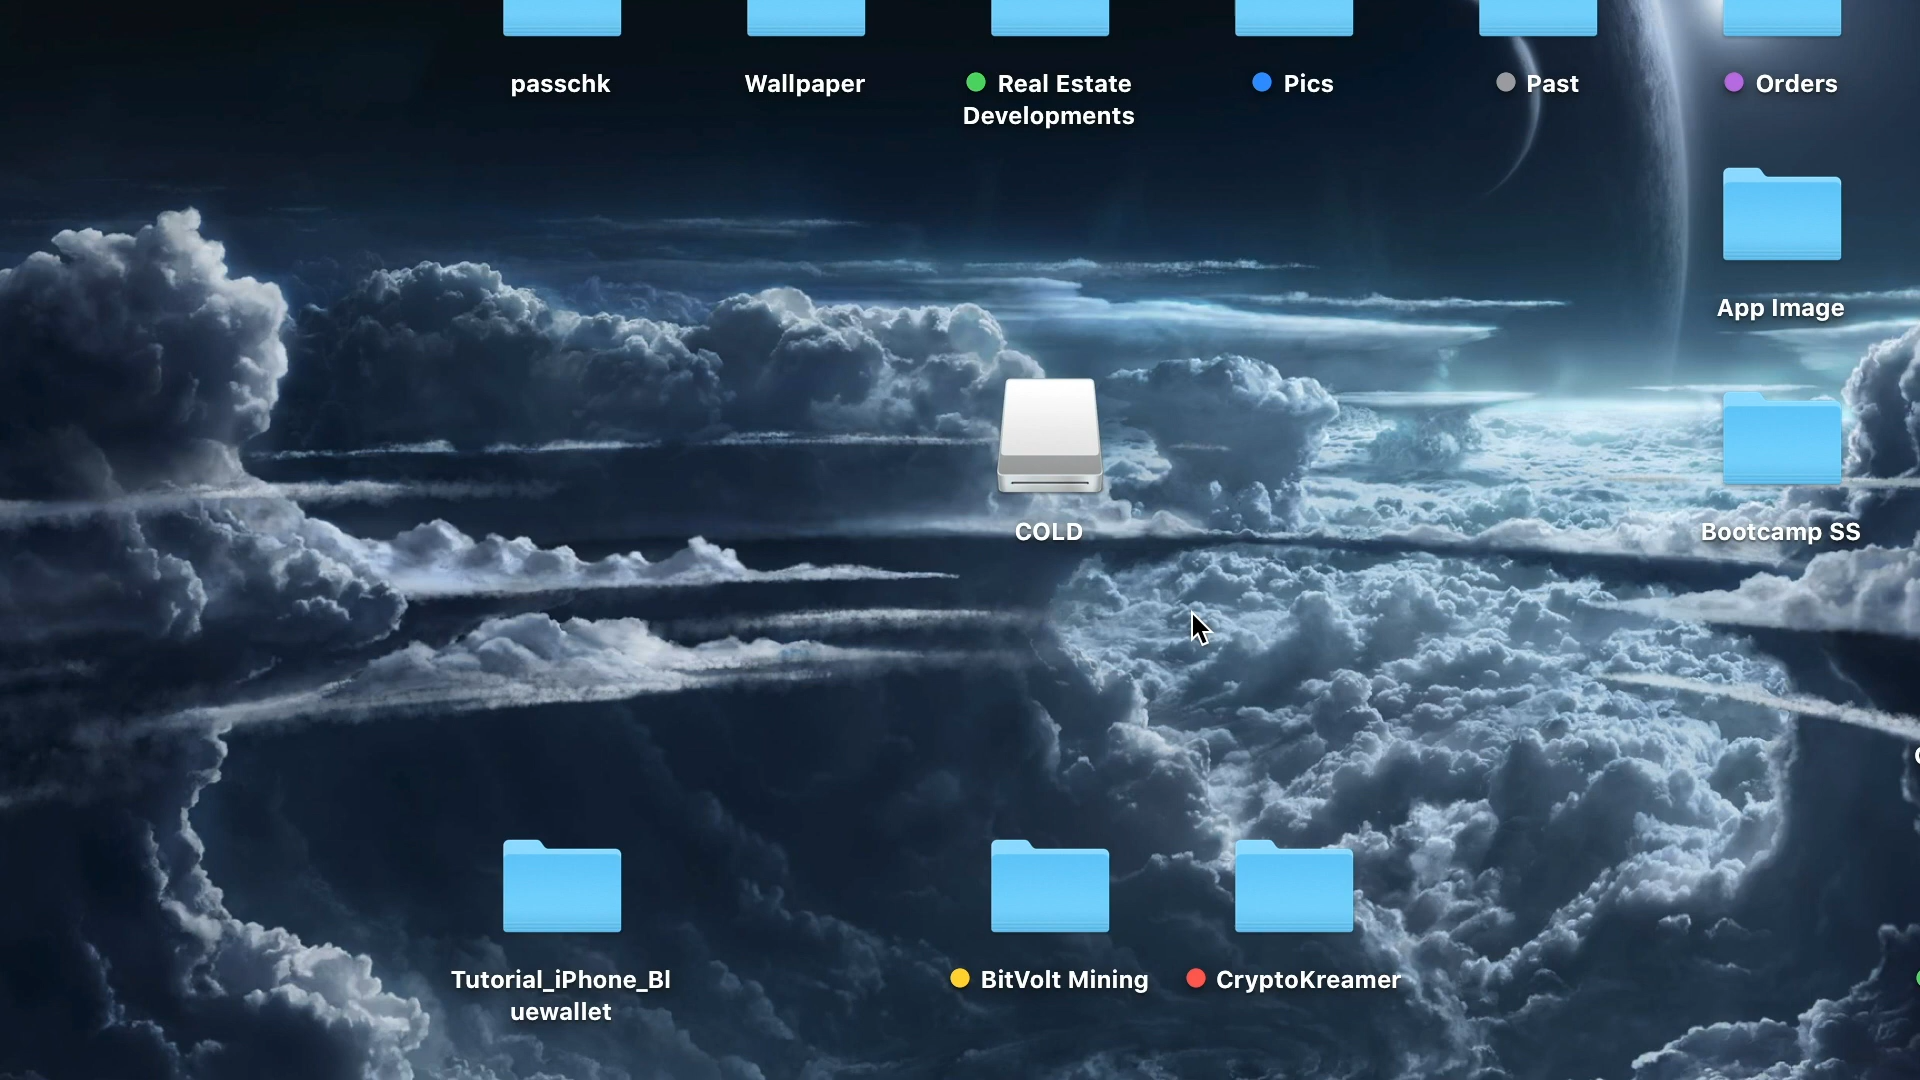 passchk
Wallpaper
Real Estate
Developments
Pics
Past
Orders
App Image
COLD
Bootcamp SS
Tutorial_iPhone_Bl
uewallet
BitVolt Mining
CryptoKreamer